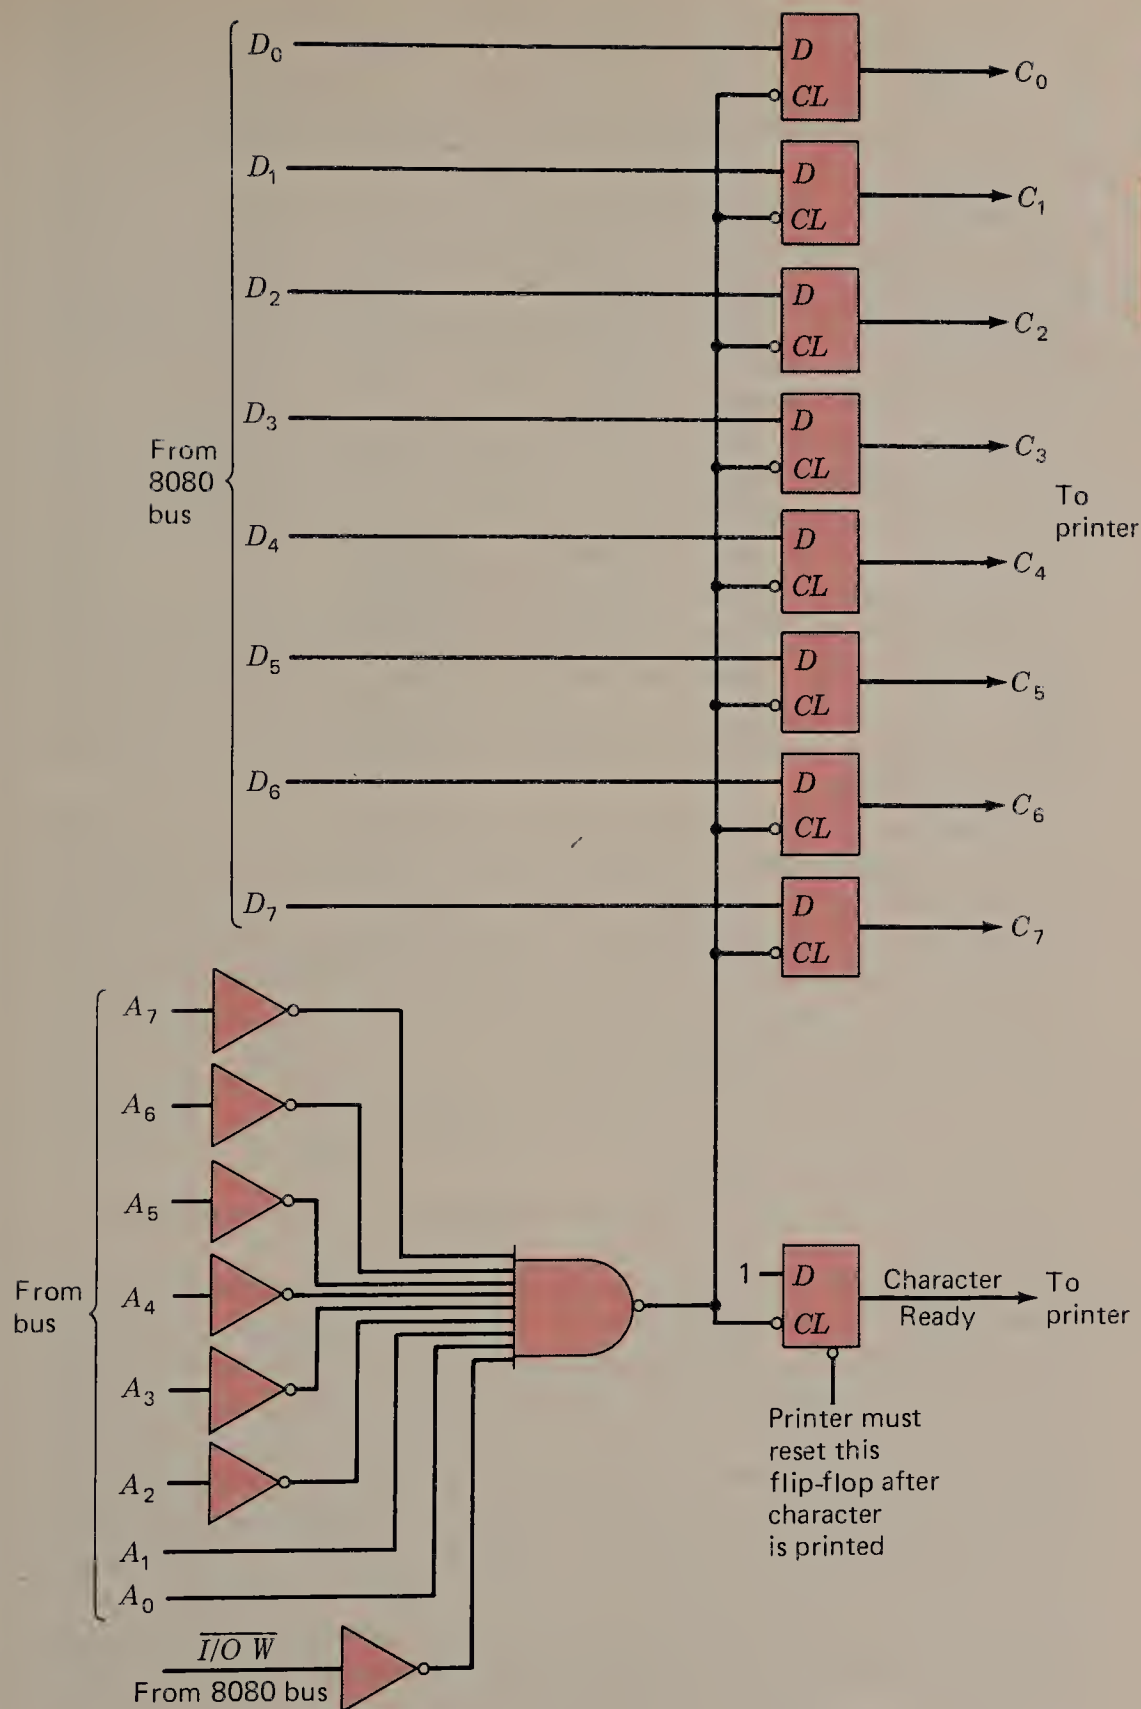 D0
D CL
C0
D1
D CL
C1
D2
D CL
C2
D3
D CL
C3
From
8080
bus
To
printer
D4
D CL
C4
D5
D CL
C5
D6
D CL
C6
D7
D CL
C7
A7
A6
A5
From
bus
A4
A3
A2
A1
A0
1
D
CL
Character
Ready
To
printer
Printer must
reset this
flip-flop after
character
is printed
I/O W
From 8080 bus